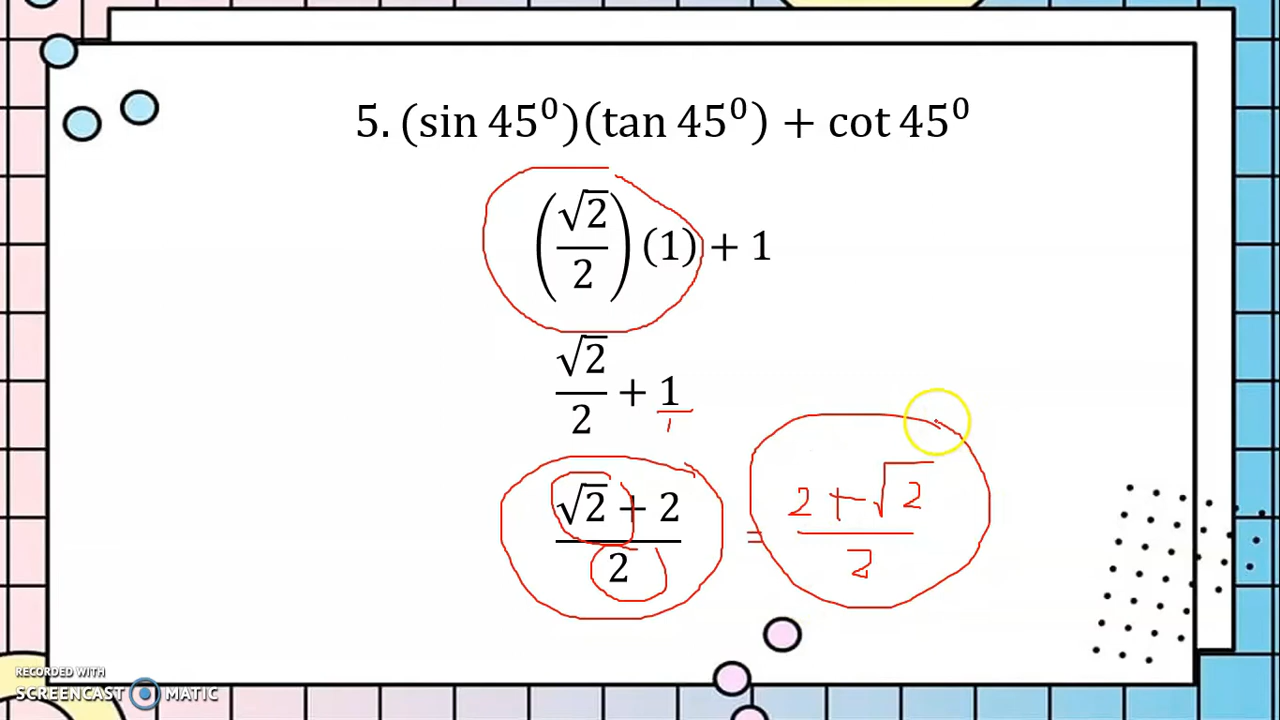 5. (sin 45⁰)(tan 45⁰) + cot 45⁰
(√2/2)(1) + 1
√2/2 + 1/1
(√2 + 2)/2 = (2 + √2)/2
RECORDED WITH
SCREENCAST MATIC